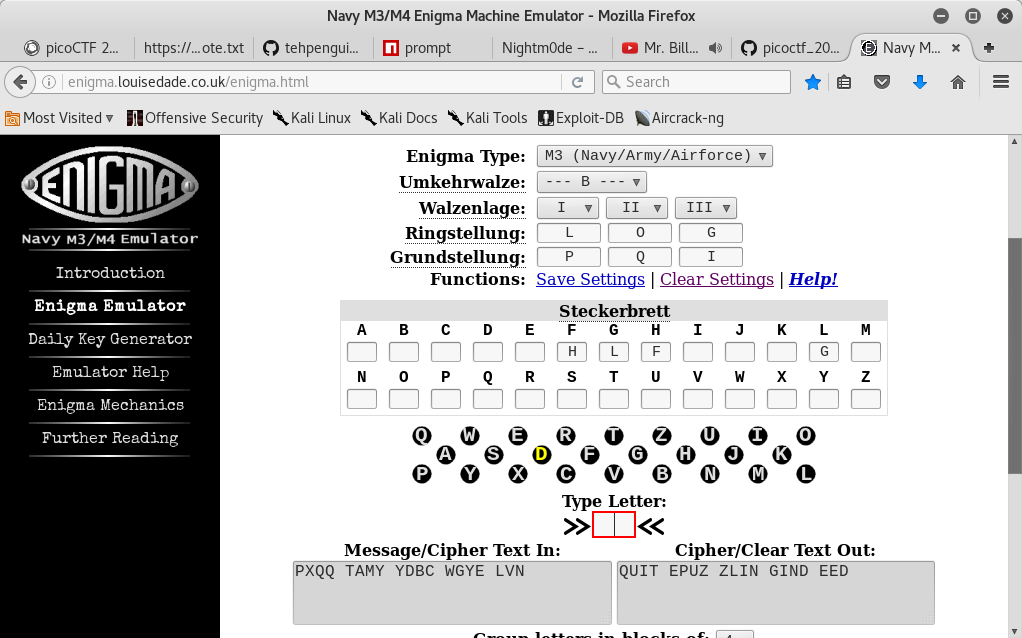 Navy M3/M4 Enigma Machine Emulator - Mozilla Firefox
picoCTF 2... https://...ote.txt tehpengui... prompt Nightm0de – ... Mr. Bill... picoctf_20... Navy M...
enigma.louisedade.co.uk/enigma.html Search
Most Visited Offensive Security Kali Linux Kali Docs Kali Tools Exploit-DB Aircrack-ng
ENIGMA
Navy M3/M4 Emulator
Introduction
Enigma Emulator
Daily Key Generator
Emulator Help
Enigma Mechanics
Further Reading
Enigma Type: M3 (Navy/Army/Airforce)
Umkehrwalze: --- B ---
Walzenlage: I II III
Ringstellung: L O G
Grundstellung: P Q I
Functions: Save Settings | Clear Settings | Help!
Steckerbrett
A B C D E F G H I J K L M
H L F G
N O P Q R S T U V W X Y Z
Q W E R T Z U I O
A S D F G H J K
P Y X C V B N M L
Type Letter:
>> <<
Message/Cipher Text In: Cipher/Clear Text Out:
PXQQ TAMY YDBC WGYE LVN QUIT EPUZ ZLIN GIND EED
Group letters in blocks of: 4